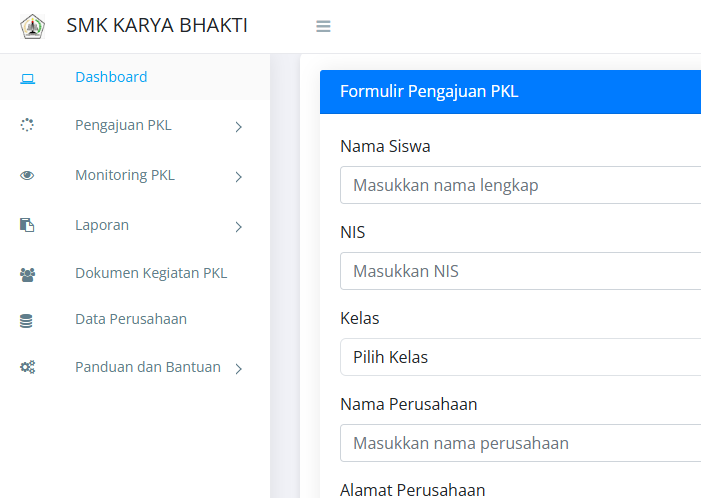 SMK KARYA BHAKTI
Dashboard
Pengajuan PKL
Monitoring PKL
Laporan
Dokumen Kegiatan PKL
Data Perusahaan
Panduan dan Bantuan
Formulir Pengajuan PKL
Nama Siswa
Masukkan nama lengkap
NIS
Masukkan NIS
Kelas
Pilih Kelas
Nama Perusahaan
Masukkan nama perusahaan
Alamat Perusahaan